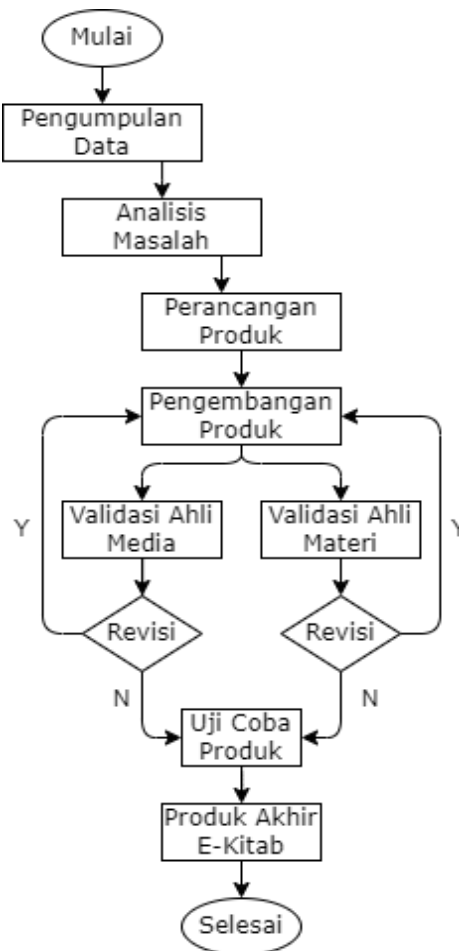 Mulai
Pengumpulan
Data
Analisis
Masalah
Perancangan
Produk
Pengembangan
Produk
Y
Validasi Ahli
Media
Validasi Ahli
Materi
Y
Revisi
Revisi
N
N
Uji Coba
Produk
Produk Akhir
E-Kitab
Selesai